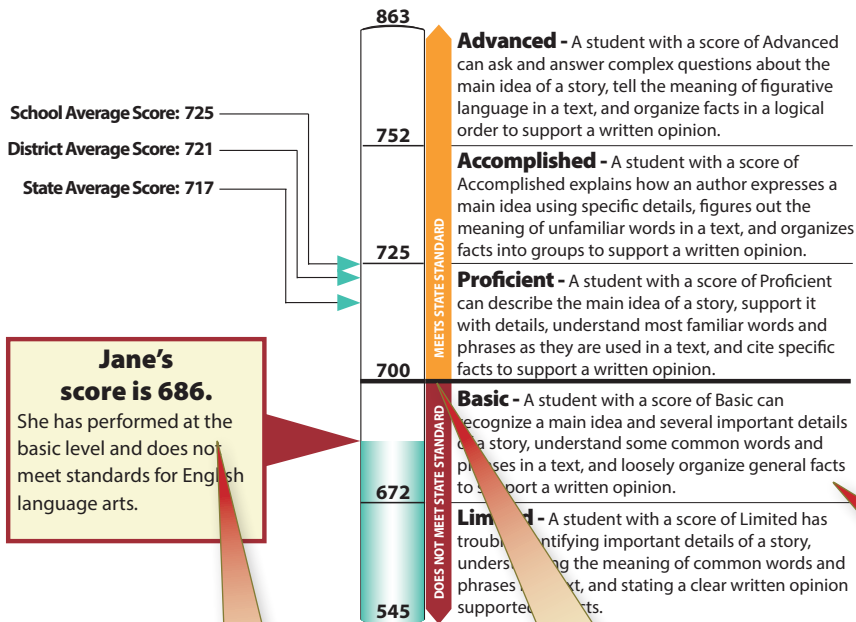 863
Advanced - A student with a score of Advanced
can ask and answer complex questions about the
main idea of a story, tell the meaning of figurative
language in a text, and organize facts in a logical
order to support a written opinion.
School Average Score: 725
District Average Score: 721
State Average Score: 717
752
Accomplished - A student with a score of
Accomplished explains how an author expresses a
main idea using specific details, figures out the
meaning of unfamiliar words in a text, and organizes
facts into groups to support a written opinion.
MEETS STATE STANDARD
725
Proficient - A student with a score of Proficient
can describe the main idea of a story, support it
with details, understand most familiar words and
phrases as they are used in a text, and cite specific
facts to support a written opinion.
700
Jane's
score is 686.
She has performed at the
basic level and does not
meet standards for English
language arts.
DOES NOT MEET STATE STANDARD
Basic - A student with a score of Basic can
recognize a main idea and several important details
a story, understand some common words and
phrases in a text, and loosely organize general facts
to support a written opinion.
672
Limited - A student with a score of Limited has
identifying important details of a story,
understanding the meaning of common words and
phrases text, and stating a clear written opinion
supported
545